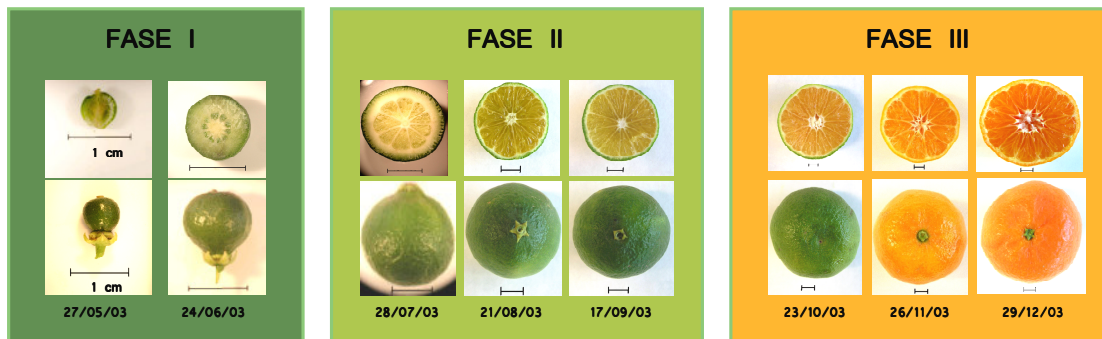 FASE I
1 cm
1 cm
27/05/03
24/06/03
FASE II
28/07/03
21/08/03
17/09/03
FASE III
23/10/03
26/11/03
29/12/03